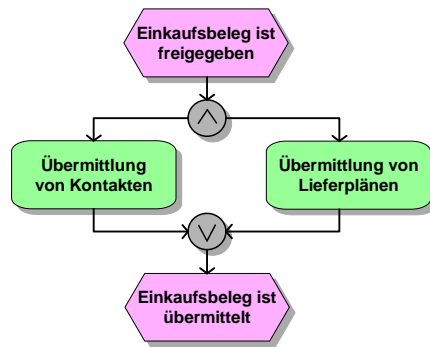 Einkaufsbeleg ist
freigegeben
Übermittlung
von Kontakten
Übermittlung von
Lieferplänen
Einkaufsbeleg ist
übermittelt